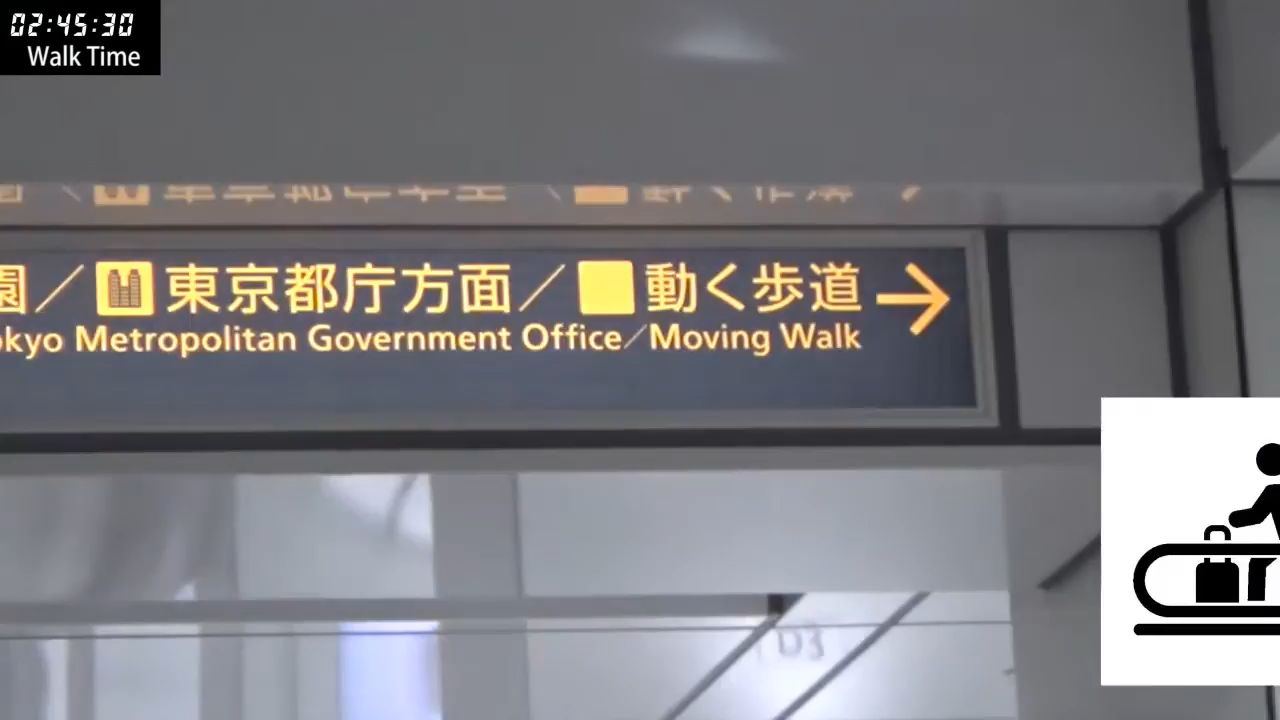 02:45:30
Walk Time
園／東京都庁方面／動く歩道→
okyo Metropolitan Government Office／Moving Walk